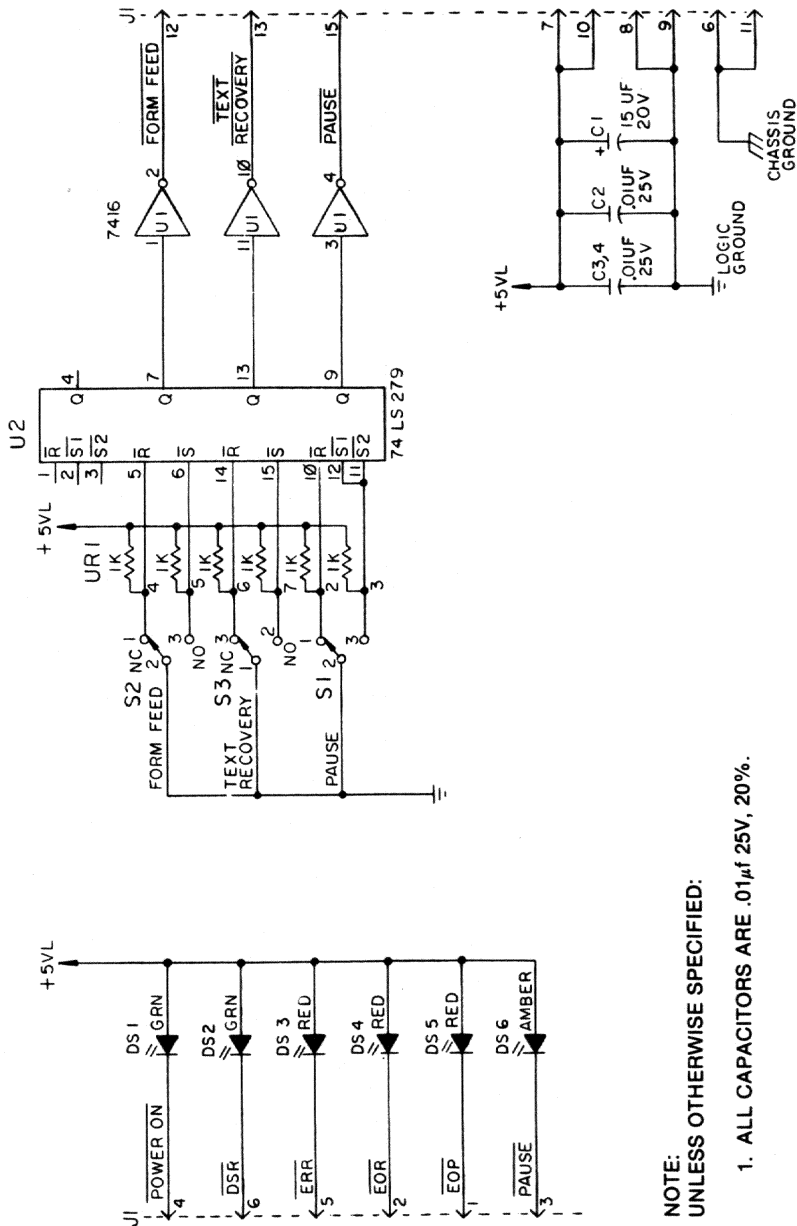 U2
+5VL
URI
J1
1 R
2 S1
3 S2
5 R
6 S
14 R
15 S
10 R
12 S1
11 S2
Q 4
Q 7
Q 13
Q 9
74 LS 279
1K
4
1K
5
1K
6
1K
7
1K
2
1K
3
S2 NC 1
2
3
NO
FORM FEED
S3 NC 3
1
2
NO
TEXT
RECOVERY
S1
1
2
3
PAUSE
7416
1 U1 2
FORM FEED
12
11 U1 10
TEXT
RECOVERY
13
3 U1 4
PAUSE
15
+5VL
C3,4
.01UF
25V
C2
.01UF
25V
+ C1
15 UF
20V
LOGIC
GROUND
CHASSIS
GROUND
7
10
8
9
6
11
+5VL
J1
POWER ON
4
DS1
GRN
DSR
6
DS2
GRN
ERR
5
DS 3
RED
EOR
2
DS4
RED
EOP
1
DS5
RED
PAUSE
3
DS6
AMBER
NOTE:
UNLESS OTHERWISE SPECIFIED:
1. ALL CAPACITORS ARE .01µf 25V, 20%.